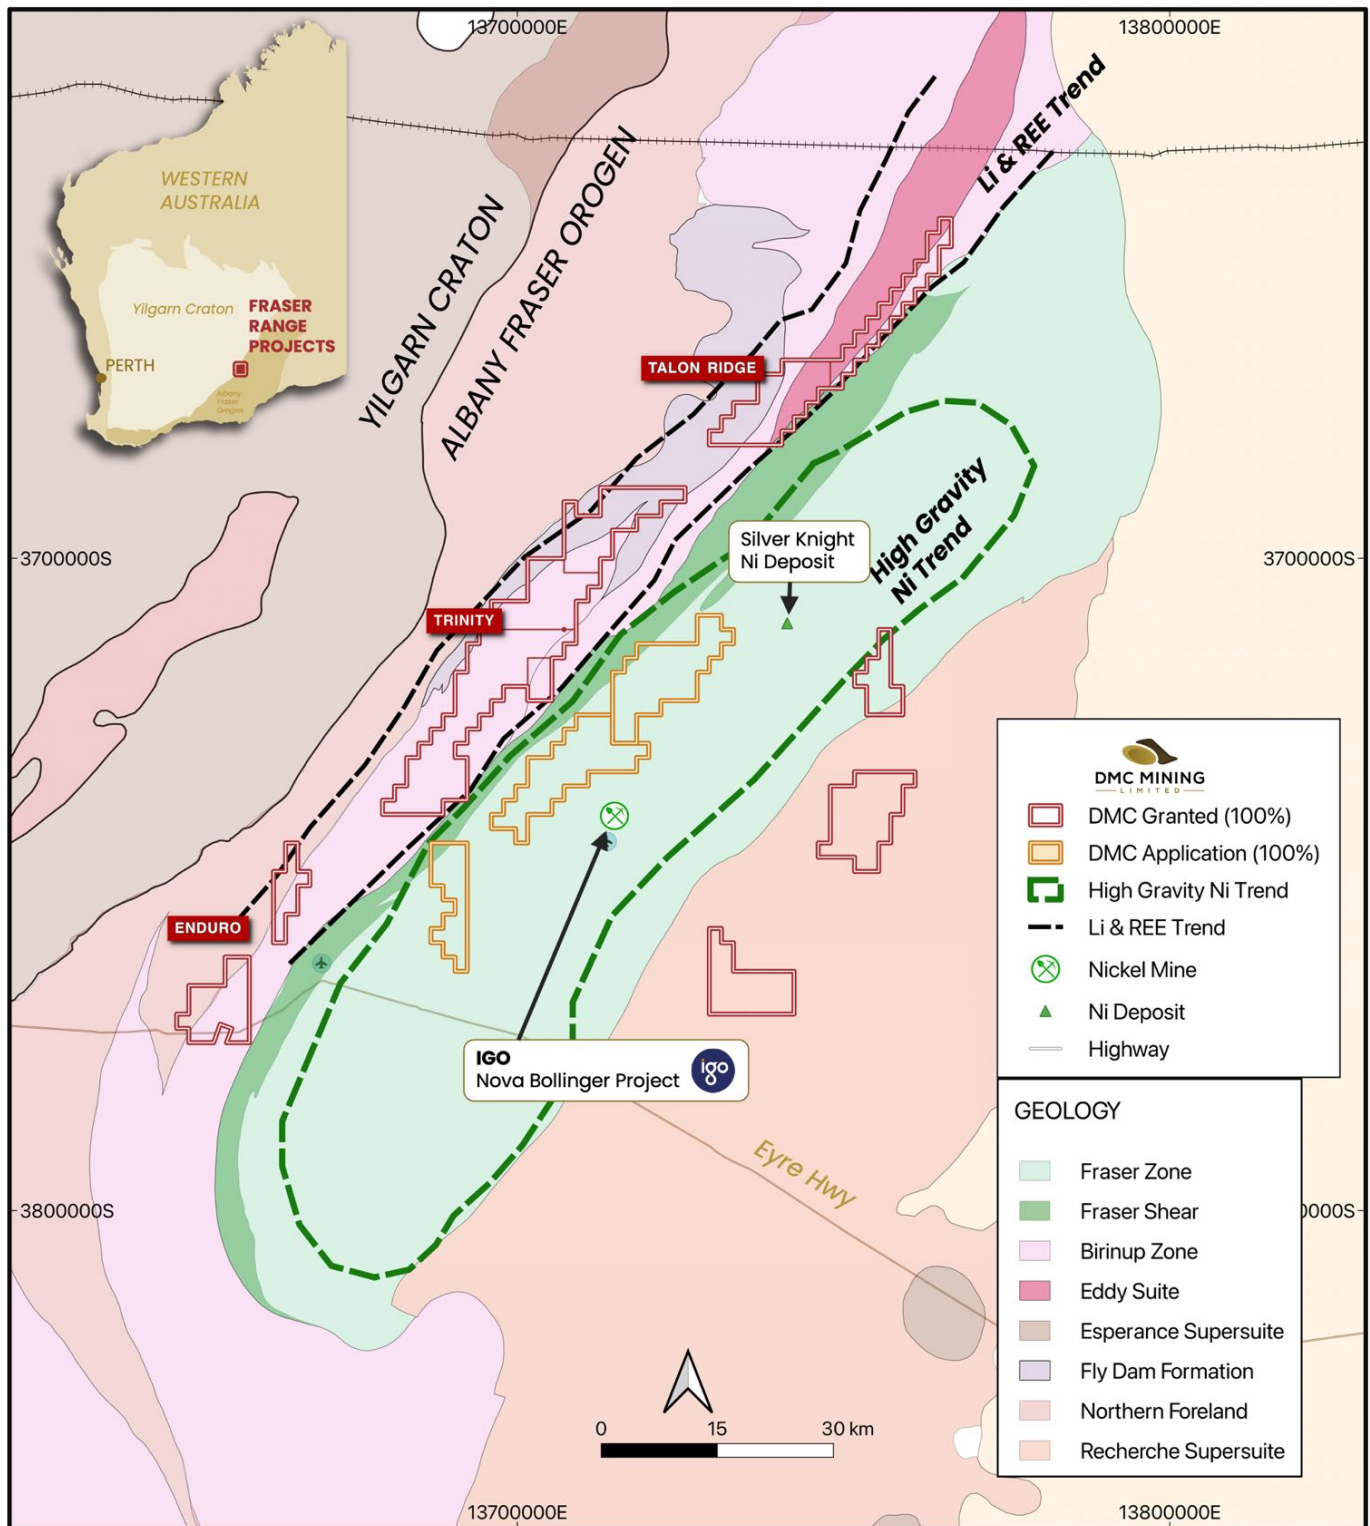 13700000E
13800000E
Li & REE Trend
WESTERN
AUSTRALIA
Yilgarn Craton
FRASER
RANGE
PROJECTS
PERTH
Albany
Fraser
Orogen
YILGARN CRATON
ALBANY FRASER OROGEN
TALON RIDGE
High Gravity
Ni Trend
Silver Knight
Ni Deposit
3700000S
3700000S
TRINITY
ENDURO
IGO
Nova Bollinger Project
igo
Eyre Hwy
DMC MINING
LIMITED
DMC Granted (100%)
DMC Application (100%)
High Gravity Ni Trend
Li & REE Trend
Nickel Mine
Ni Deposit
Highway
GEOLOGY
Fraser Zone
Fraser Shear
Birinup Zone
Eddy Suite
Esperance Supersuite
Fly Dam Formation
Northern Foreland
Recherche Supersuite
3800000S
000S
0 15 30 km
13700000E
13800000E